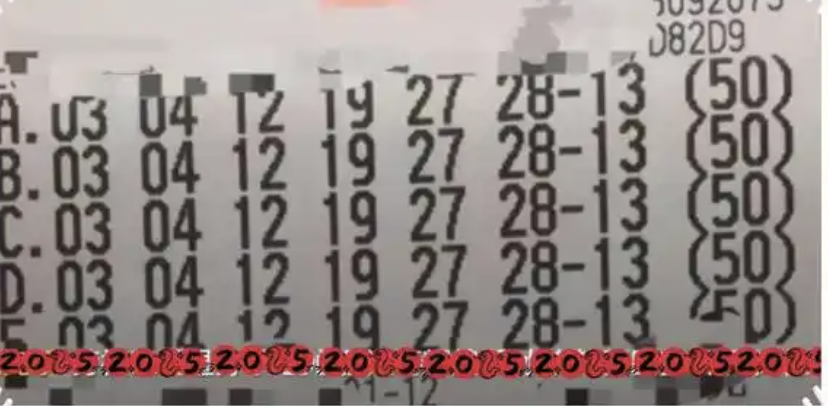 D82D9
A.03 04 12 19 27 28-13 (50)
B.03 04 12 19 27 28-13 (50)
C.03 04 12 19 27 28-13 (50)
D.03 04 12 19 27 28-13 (50)
E.03 04 12 19 27 28-13 (50)
2025 2025 2025 2025 2025 2025 2025 2025